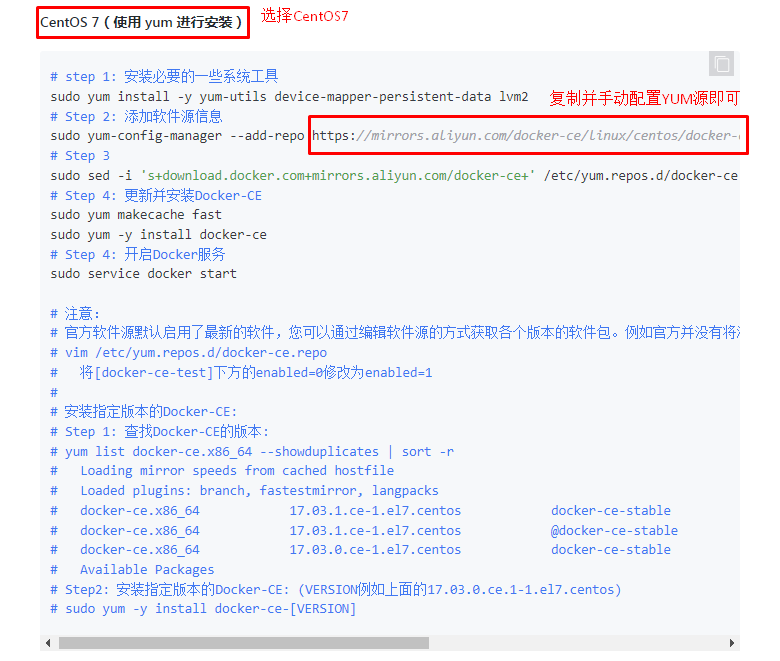 CentOS 7（使用 yum 进行安装） 选择CentOS7
# step 1: 安装必要的一些系统工具
sudo yum install -y yum-utils device-mapper-persistent-data lvm2 复制并手动配置YUM源即可
# Step 2: 添加软件源信息
sudo yum-config-manager --add-repo https://mirrors.aliyun.com/docker-ce/linux/centos/docker-
# Step 3
sudo sed -i 's+download.docker.com+mirrors.aliyun.com/docker-ce+' /etc/yum.repos.d/docker-ce
# Step 4: 更新并安装Docker-CE
sudo yum makecache fast
sudo yum -y install docker-ce
# Step 4: 开启Docker服务
sudo service docker start
# 注意：
# 官方软件源默认启用了最新的软件，您可以通过编辑软件源的方式获取各个版本的软件包。例如官方并没有将
# vim /etc/yum.repos.d/docker-ce.repo
#   将[docker-ce-test]下方的enabled=0修改为enabled=1
#
# 安装指定版本的Docker-CE:
# Step 1: 查找Docker-CE的版本:
# yum list docker-ce.x86_64 --showduplicates | sort -r
#   Loading mirror speeds from cached hostfile
#   Loaded plugins: branch, fastestmirror, langpacks
#   docker-ce.x86_64            17.03.1.ce-1.el7.centos            docker-ce-stable
#   docker-ce.x86_64            17.03.1.ce-1.el7.centos            @docker-ce-stable
#   docker-ce.x86_64            17.03.0.ce-1.el7.centos            docker-ce-stable
#   Available Packages
# Step2: 安装指定版本的Docker-CE: (VERSION例如上面的17.03.0.ce.1-1.el7.centos)
# sudo yum -y install docker-ce-[VERSION]